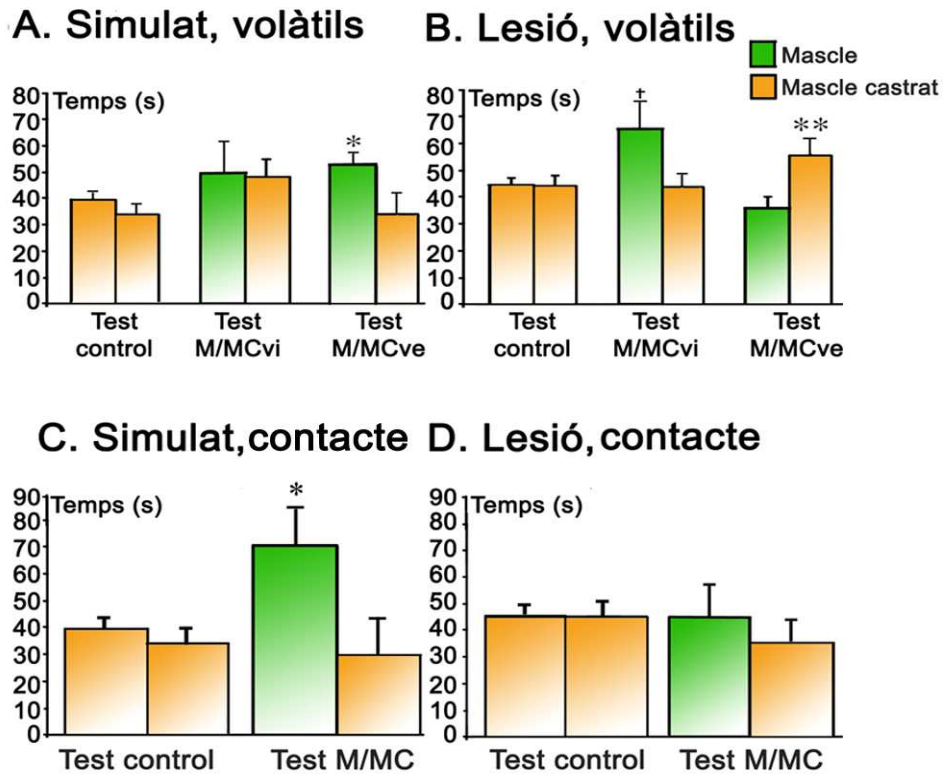 A. Simulat, volàtils
B. Lesió, volàtils
Mascle
Mascle castrat
80
70
60
50
40
30
20
10
0
Temps (s)
*
Test control
Test M/MCvi
Test M/MCve
80
70
60
50
40
30
20
10
0
Temps (s)
†
**
Test control
Test M/MCvi
Test M/MCve
C. Simulat,contacte
D. Lesió,contacte
90
80
70
60
50
40
30
20
10
0
Temps (s)
*
Test control
Test M/MC
90
80
70
60
50
40
30
20
10
0
Temps (s)
Test control
Test M/MC